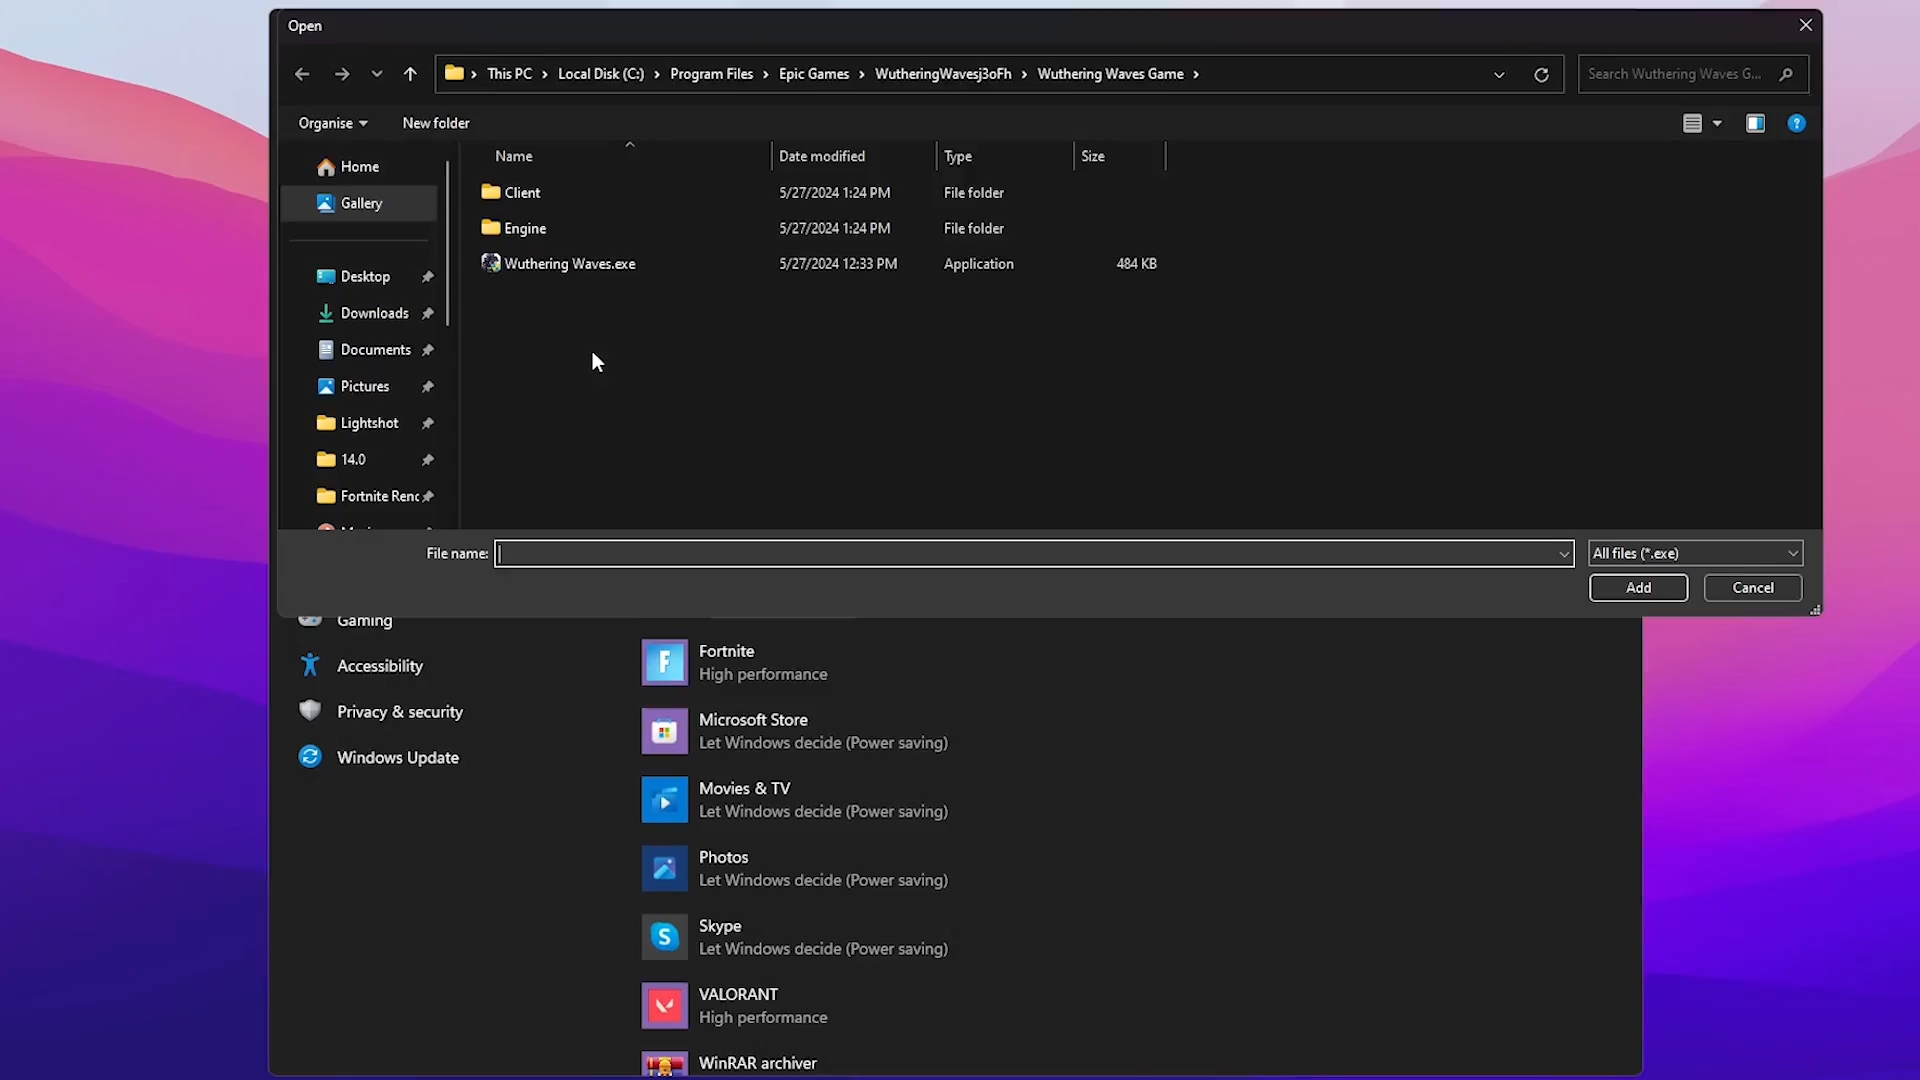 Open
This PC > Local Disk (C:) > Program Files > Epic Games > WutheringWavesj3oFh > Wuthering Waves Game >
Search Wuthering Waves G...
Organise
New folder
Name
Date modified
Type
Size
Home
Gallery
Desktop
Downloads
Documents
Pictures
Lightshot
14.0
Fortnite Renc
Client 5/27/2024 1:24 PM File folder
Engine 5/27/2024 1:24 PM File folder
Wuthering Waves.exe 5/27/2024 12:33 PM Application 484 KB
File name:
All files (*.exe)
Add
Cancel
Gaming
Accessibility
Privacy & security
Windows Update
Fortnite
High performance
Microsoft Store
Let Windows decide (Power saving)
Movies & TV
Let Windows decide (Power saving)
Photos
Let Windows decide (Power saving)
Skype
Let Windows decide (Power saving)
VALORANT
High performance
WinRAR archiver